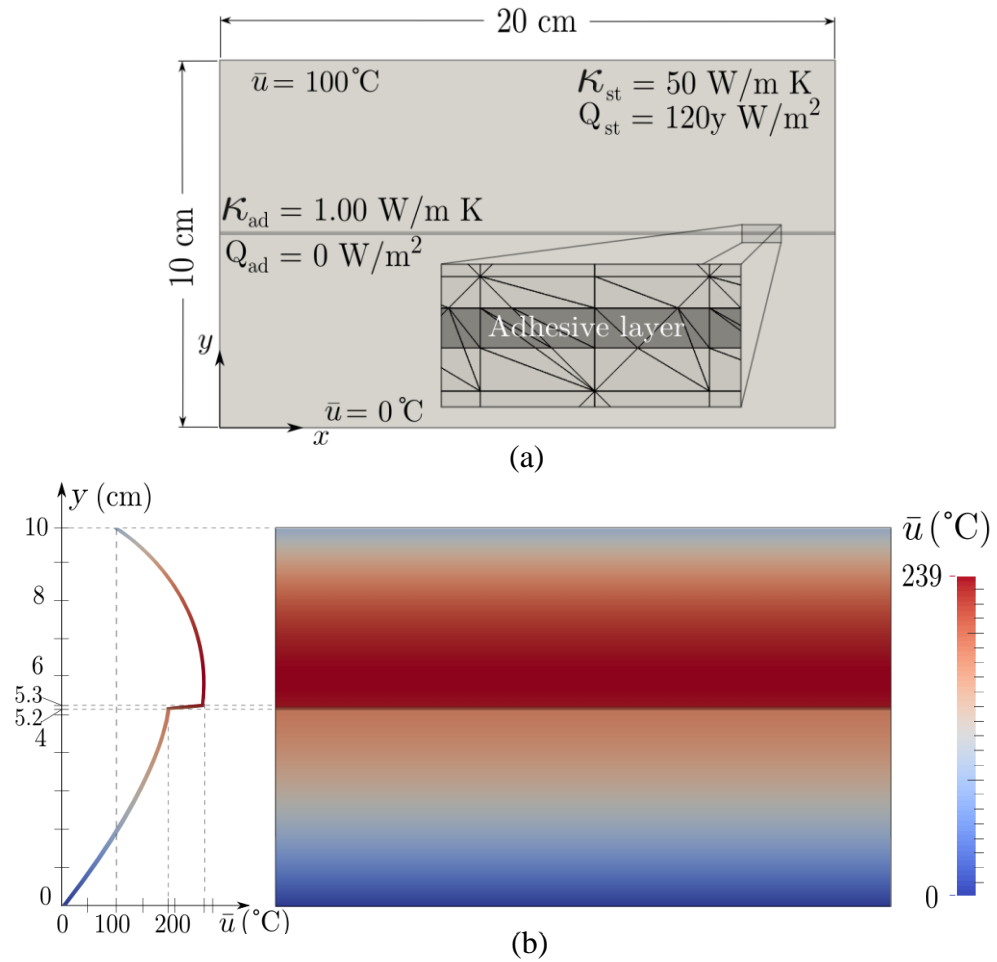 20 cm
ū = 100 °C
κst = 50 W/m K
Qst = 120y W/m²
10 cm
κad = 1.00 W/m K
Qad = 0 W/m²
Adhesive layer
y
ū = 0 °C
x
(a)
y (cm)
10
8
6
5.3
5.2
4
0
0 100 200 ū (°C)
ū (°C)
239
0
(b)